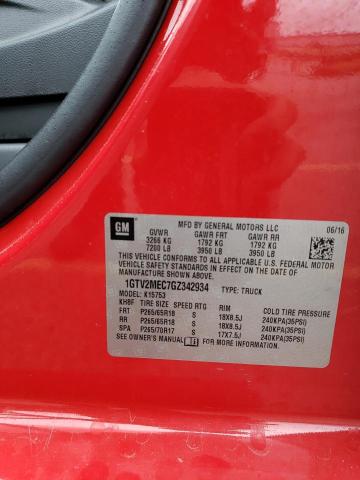 MFD BY GENERAL MOTORS LLC 06/16
GM GVWR GAWR FRT GAWR RR
3266 KG 1792 KG 1792 KG
7200 LB 3950 LB 3950 LB
THIS VEHICLE CONFORMS TO ALL APPLICABLE U.S. FEDERAL MOTOR
VEHICLE SAFETY, BUMPER, AND THEFT PREVENTION STANDARDS IN
EFFECT ON THE DATE OF MANUFACTURE SHOWN ABOVE.
1GTV2MEC7GZ342934 TYPE: TRUCK
MODEL: K15753
KHBF TIRE SIZE SPEED RTG RIM COLD TIRE PRESSURE
FRT P265/65R18 S 18X8.5J 240KPA(35PSI)
RR P265/65R18 S 18X8.5J 240KPA(35PSI)
SPA P265/70R17 S 17X7.5J 240KPA(35PSI)
SEE OWNER'S MANUAL FOR MORE INFORMATION.